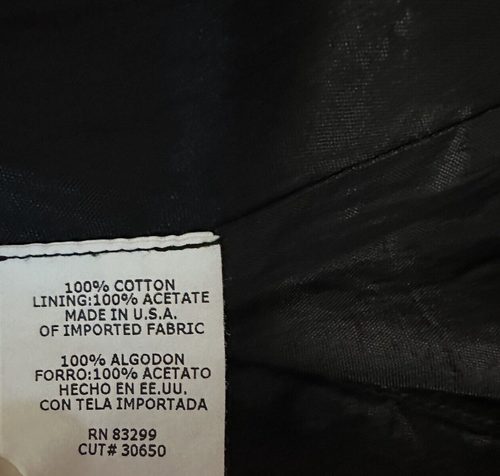 100% COTTON
LINING:100% ACETATE
MADE IN U.S.A.
OF IMPORTED FABRIC
100% ALGODON
FORRO:100% ACETATO
HECHO EN EE.UU.
CON TELA IMPORTADA
RN 83299
CUT# 30650